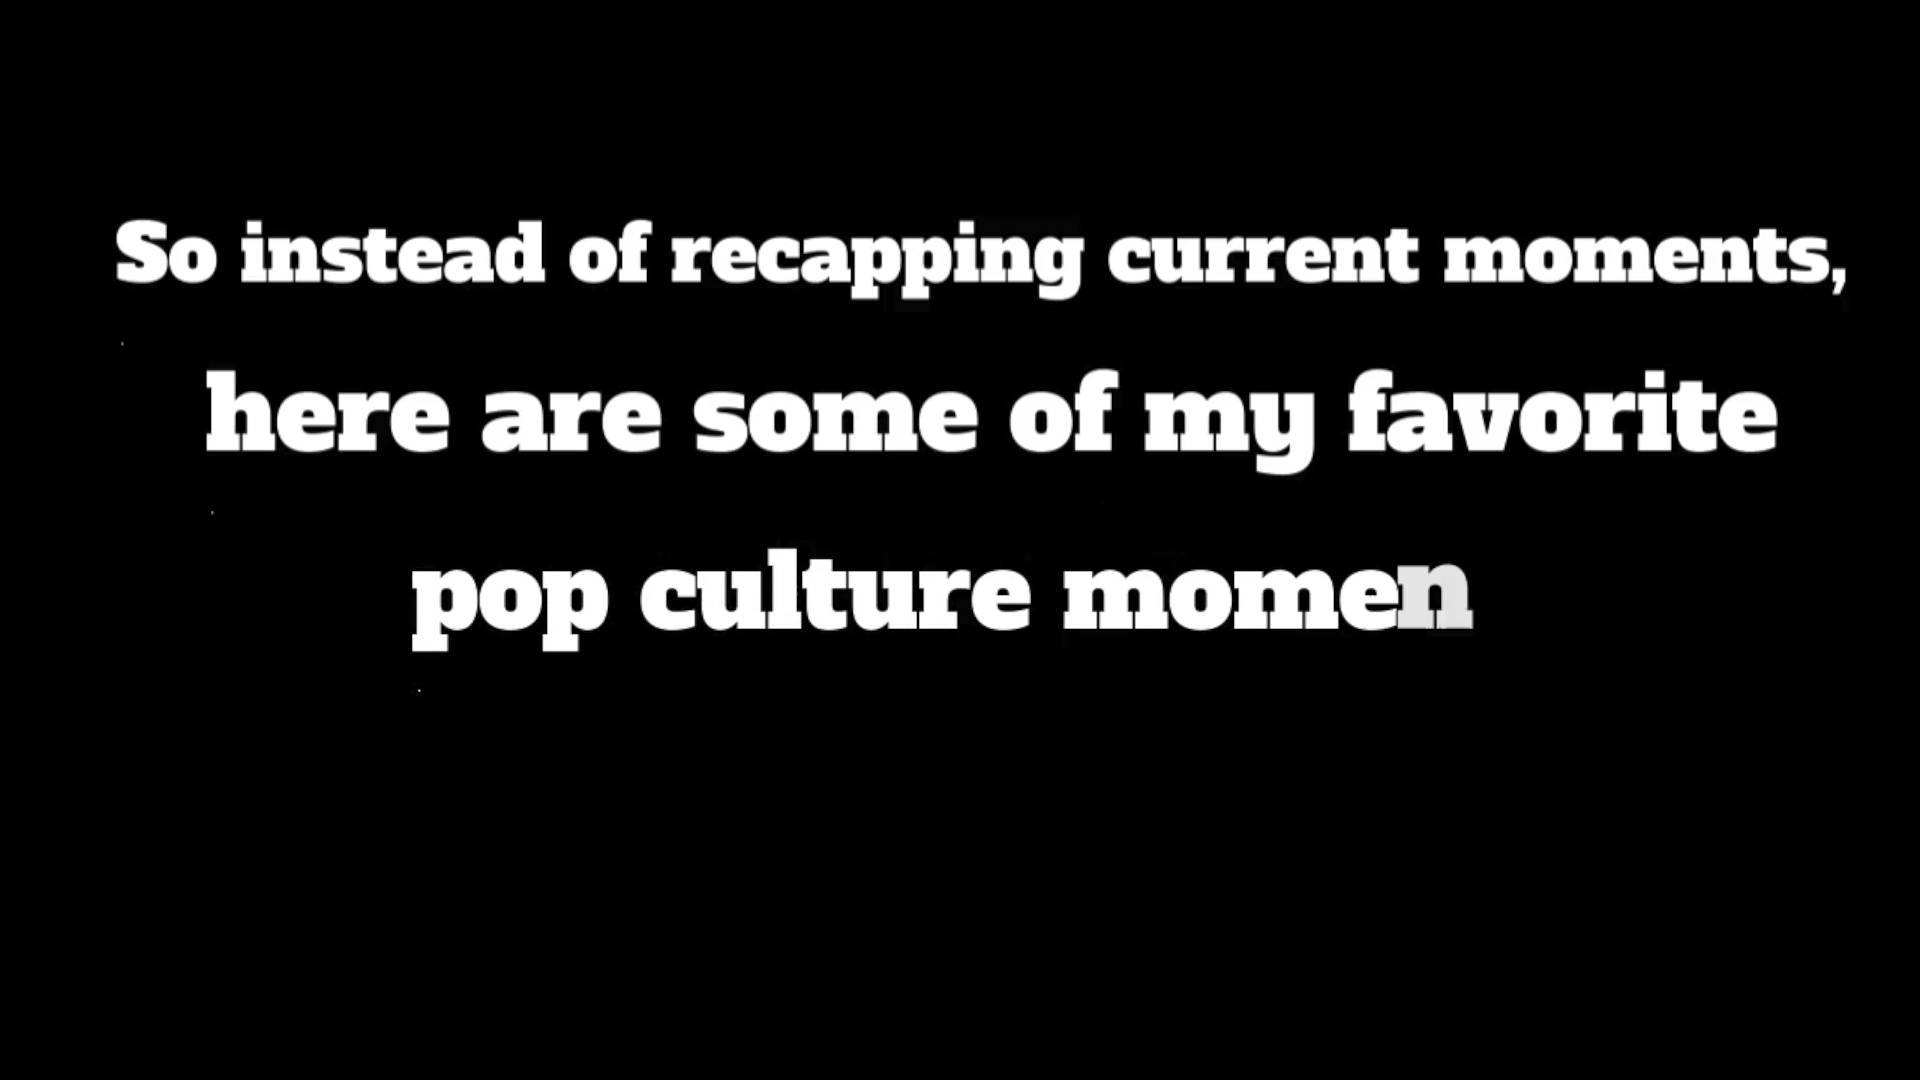 So instead of recapping current moments,
here are some of my favorite
pop culture momen